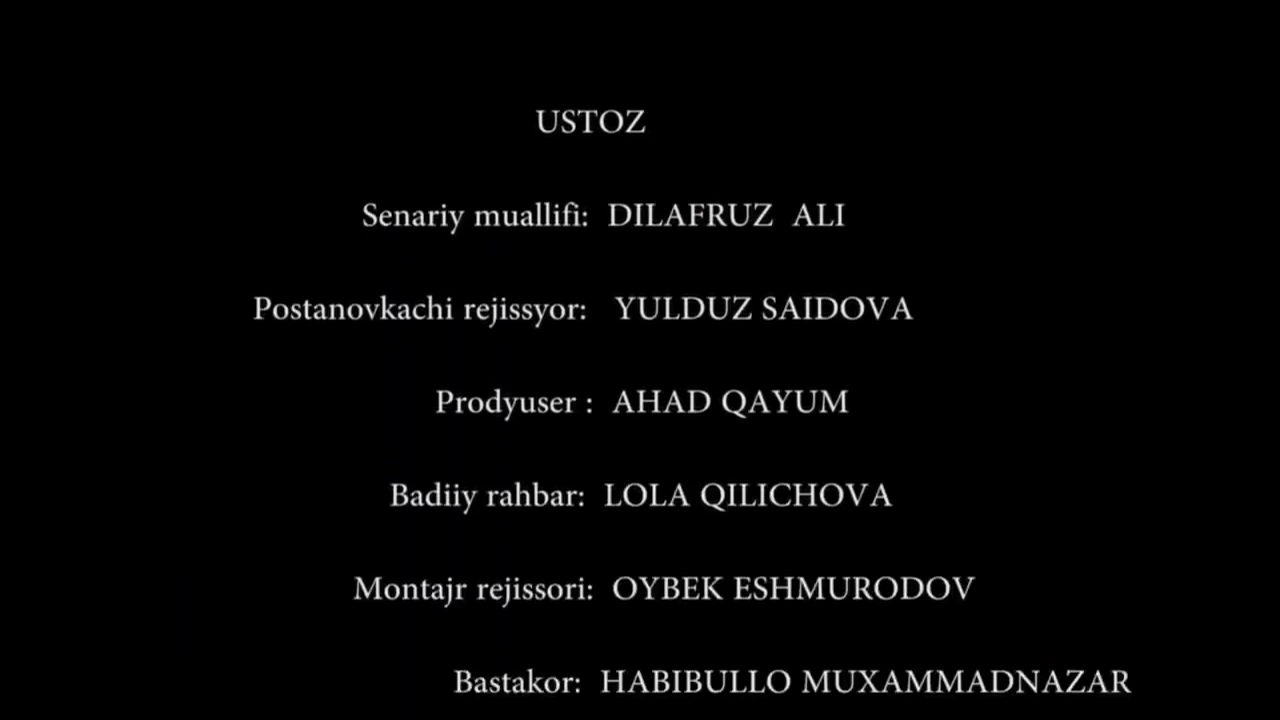 USTOZ
Senariy muallifi: DILAFRUZ ALI
Postanovkachi rejissyor: YULDUZ SAIDOVA
Prodyuser : AHAD QAYUM
Badiiy rahbar: LOLA QILICHOVA
Montajr rejissori: OYBEK ESHMURODOV
Bastakor: HABIBULLO MUXAMMADNAZAR